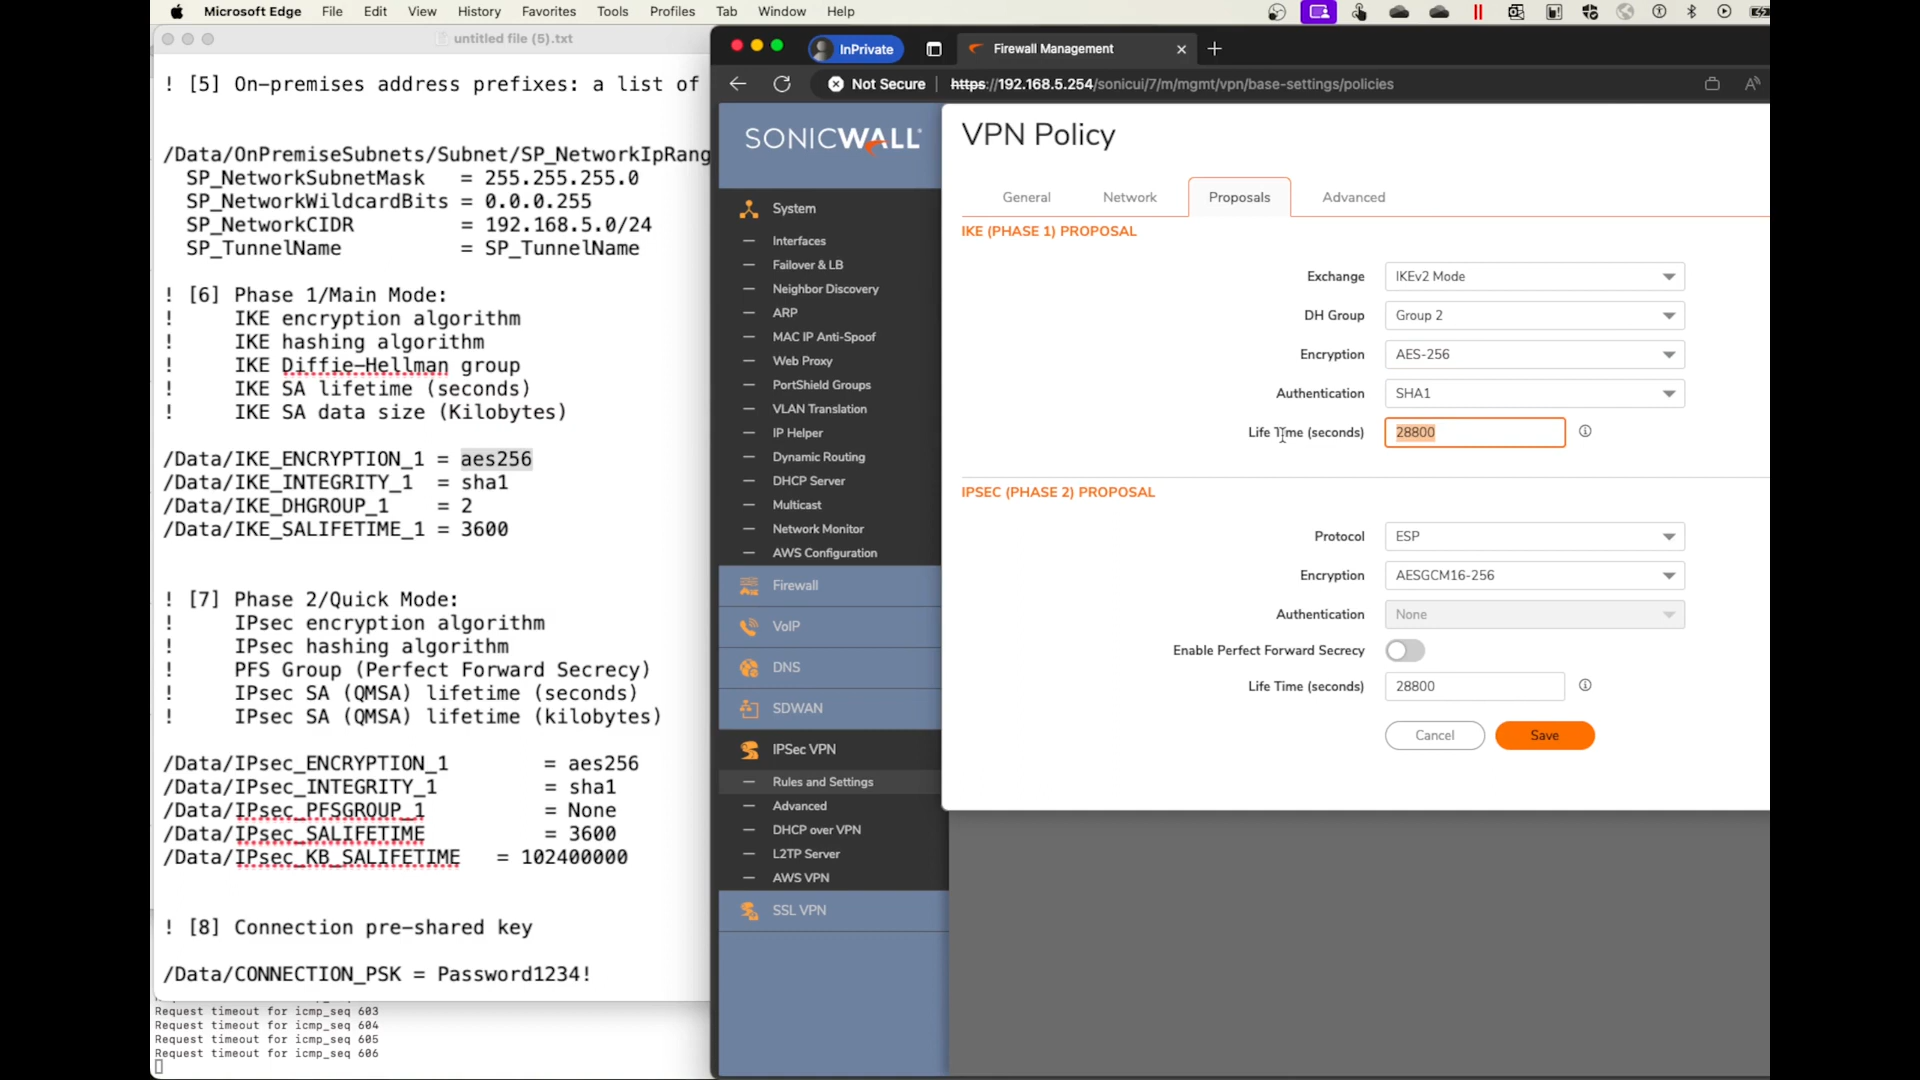 Microsoft Edge File Edit View History Favorites Tools Profiles Tab Window Help
untitled file (5).txt
! [5] On-premises address prefixes: a list of
/Data/OnPremiseSubnets/Subnet/SP_NetworkIpRang
SP_NetworkSubnetMask = 255.255.255.0
SP_NetworkWildcardBits = 0.0.0.255
SP_NetworkCIDR = 192.168.5.0/24
SP_TunnelName = SP_TunnelName
! [6] Phase 1/Main Mode:
! IKE encryption algorithm
! IKE hashing algorithm
! IKE Diffie-Hellman group
! IKE SA lifetime (seconds)
! IKE SA data size (Kilobytes)
/Data/IKE_ENCRYPTION_1 = aes256
/Data/IKE_INTEGRITY_1 = sha1
/Data/IKE_DHGROUP_1 = 2
/Data/IKE_SALIFETIME_1 = 3600
! [7] Phase 2/Quick Mode:
! IPsec encryption algorithm
! IPsec hashing algorithm
! PFS Group (Perfect Forward Secrecy)
! IPsec SA (QMSA) lifetime (seconds)
! IPsec SA (QMSA) lifetime (kilobytes)
/Data/IPsec_ENCRYPTION_1 = aes256
/Data/IPsec_INTEGRITY_1 = sha1
/Data/IPsec_PFSGROUP_1 = None
/Data/IPsec_SALIFETIME = 3600
/Data/IPsec_KB_SALIFETIME = 102400000
! [8] Connection pre-shared key
/Data/CONNECTION_PSK = Password1234!
Request timeout for icmp_seq 603
Request timeout for icmp_seq 604
Request timeout for icmp_seq 605
Request timeout for icmp_seq 606
InPrivate
Firewall Management
Not Secure
https://192.168.5.254/sonicui/7/m/mgmt/vpn/base-settings/policies
SONICWALL
System
Interfaces
Failover & LB
Neighbor Discovery
ARP
MAC IP Anti-Spoof
Web Proxy
PortShield Groups
VLAN Translation
IP Helper
Dynamic Routing
DHCP Server
Multicast
Network Monitor
AWS Configuration
Firewall
VoIP
DNS
SDWAN
IPSec VPN
Rules and Settings
Advanced
DHCP over VPN
L2TP Server
AWS VPN
SSL VPN
VPN Policy
General Network Proposals Advanced
IKE (PHASE 1) PROPOSAL
Exchange IKEv2 Mode
DH Group Group 2
Encryption AES-256
Authentication SHA1
Life Time (seconds) 28800
IPSEC (PHASE 2) PROPOSAL
Protocol ESP
Encryption AESGCM16-256
Authentication None
Enable Perfect Forward Secrecy
Life Time (seconds) 28800
Cancel Save